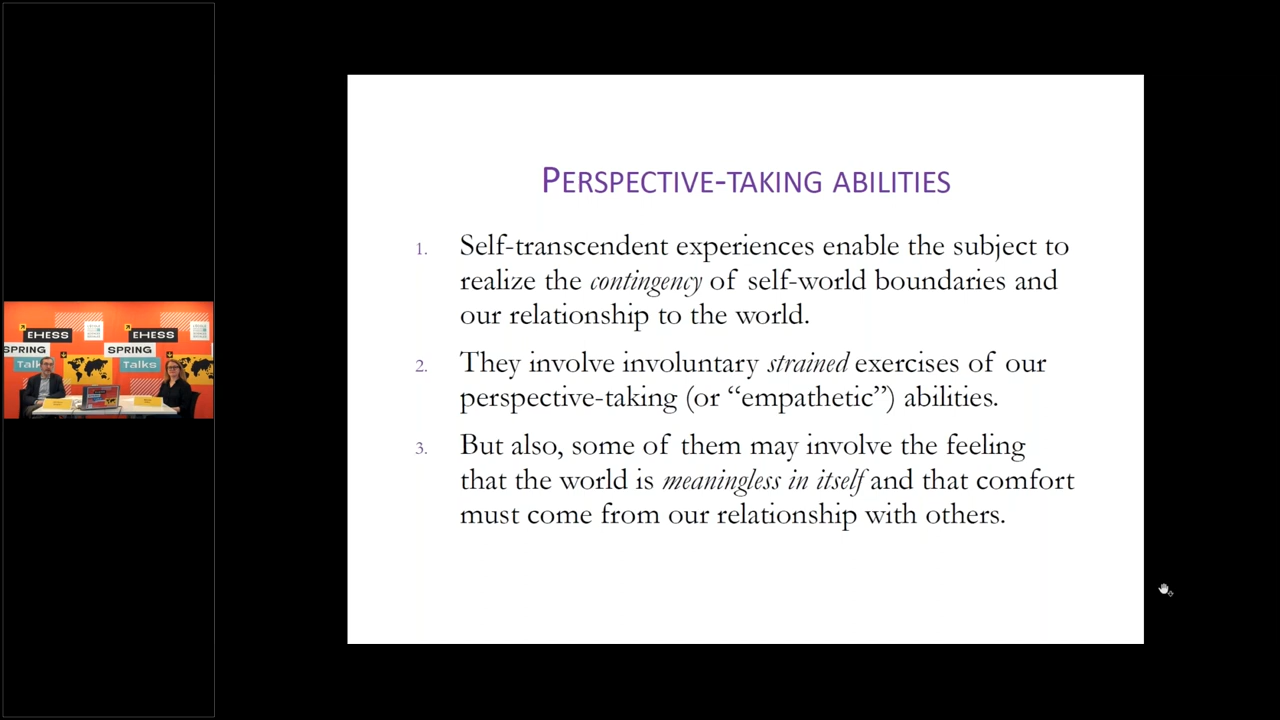 EHESS
EHESS
SPRING
SPRING
Talks
Talks
PERSPECTIVE-TAKING ABILITIES
1. Self-transcendent experiences enable the subject to
realize the contingency of self-world boundaries and
our relationship to the world.
2. They involve involuntary strained exercises of our
perspective-taking (or “empathetic”) abilities.
3. But also, some of them may involve the feeling
that the world is meaningless in itself and that comfort
must come from our relationship with others.